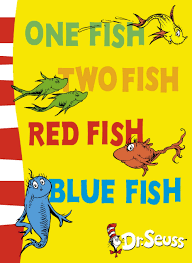 ONE FISH
TWO FISH
RED FISH
BLUE FISH
Dr. Seuss